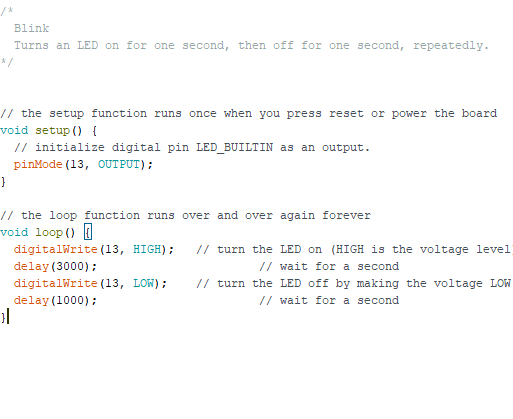 /*
  Blink
  Turns an LED on for one second, then off for one second, repeatedly.
*/
// the setup function runs once when you press reset or power the board
void setup() {
  // initialize digital pin LED_BUILTIN as an output.
  pinMode(13, OUTPUT);
}
// the loop function runs over and over again forever
void loop() {
  digitalWrite(13, HIGH);   // turn the LED on (HIGH is the voltage level
  delay(3000);                       // wait for a second
  digitalWrite(13, LOW);    // turn the LED off by making the voltage LOW
  delay(1000);                       // wait for a second
}